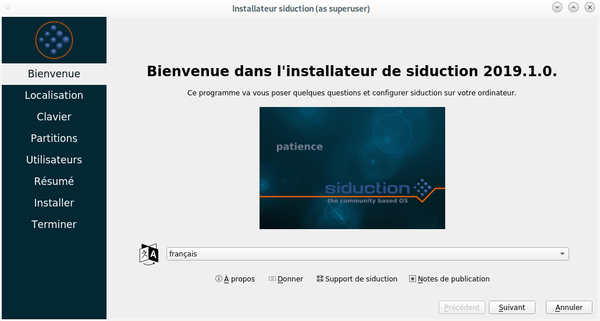 Installateur siduction (as superuser)
Bienvenue
Localisation
Clavier
Partitions
Utilisateurs
Résumé
Installer
Terminer
Bienvenue dans l'installateur de siduction 2019.1.0.
Ce programme va vous poser quelques questions et configurer siduction sur votre ordinateur.
patience
siduction
the community based OS
français
À propos
Donner
Support de siduction
Notes de publication
Précédent
Suivant
Annuler